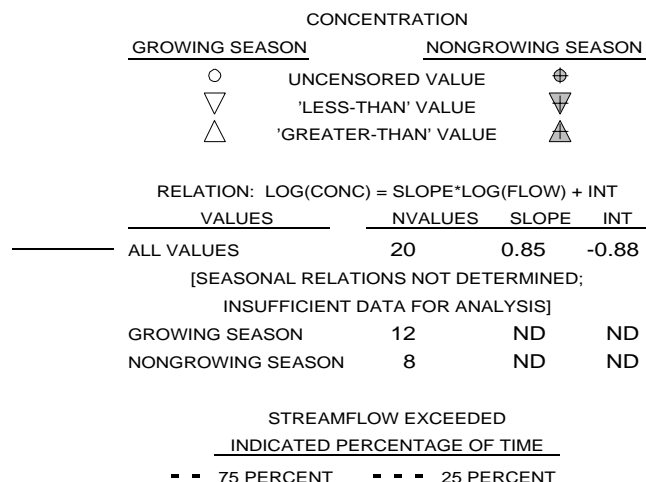 CONCENTRATION
GROWING SEASON NONGROWING SEASON
UNCENSORED VALUE
'LESS-THAN' VALUE
'GREATER-THAN' VALUE
RELATION: LOG(CONC) = SLOPE*LOG(FLOW) + INT
VALUES NVALUES SLOPE INT
ALL VALUES 20 0.85 -0.88
[SEASONAL RELATIONS NOT DETERMINED;
INSUFFICIENT DATA FOR ANALYSIS]
GROWING SEASON 12 ND ND
NONGROWING SEASON 8 ND ND
STREAMFLOW EXCEEDED
INDICATED PERCENTAGE OF TIME
75 PERCENT 25 PERCENT